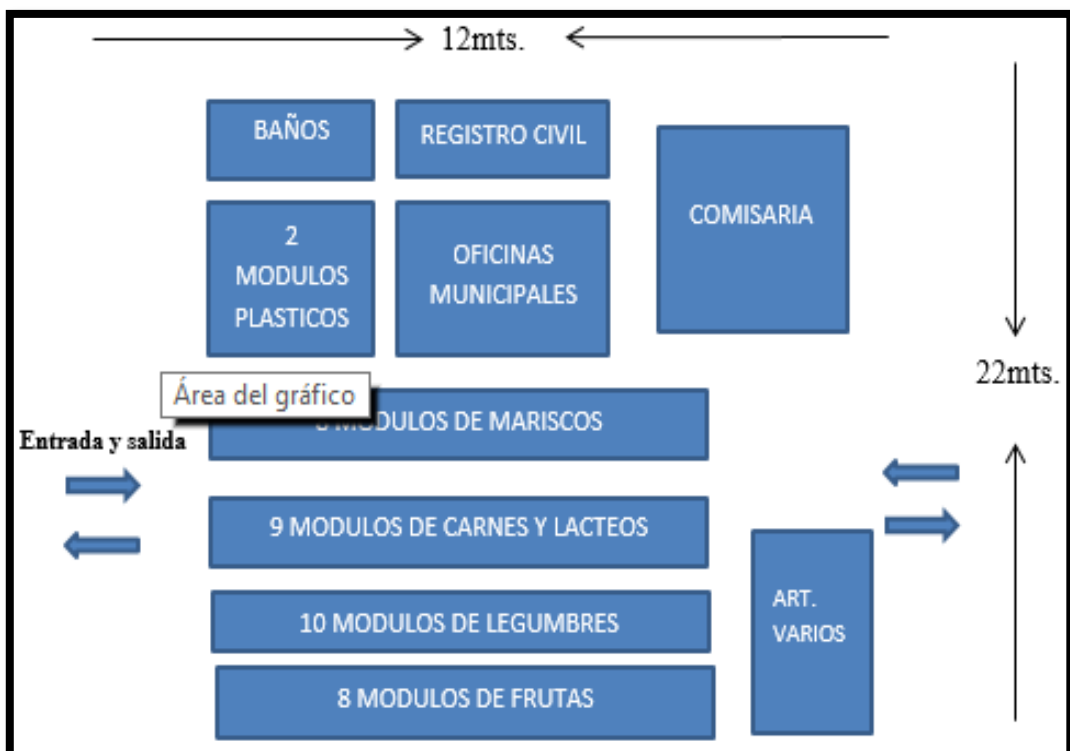 12mts.
BAÑOS
REGISTRO CIVIL
COMISARIA
2
MODULOS
PLASTICOS
OFICINAS
MUNICIPALES
22mts.
Área del gráfico
MODULOS DE MARISCOS
Entrada y salida
9 MODULOS DE CARNES Y LACTEOS
10 MODULOS DE LEGUMBRES
ART.
VARIOS
8 MODULOS DE FRUTAS